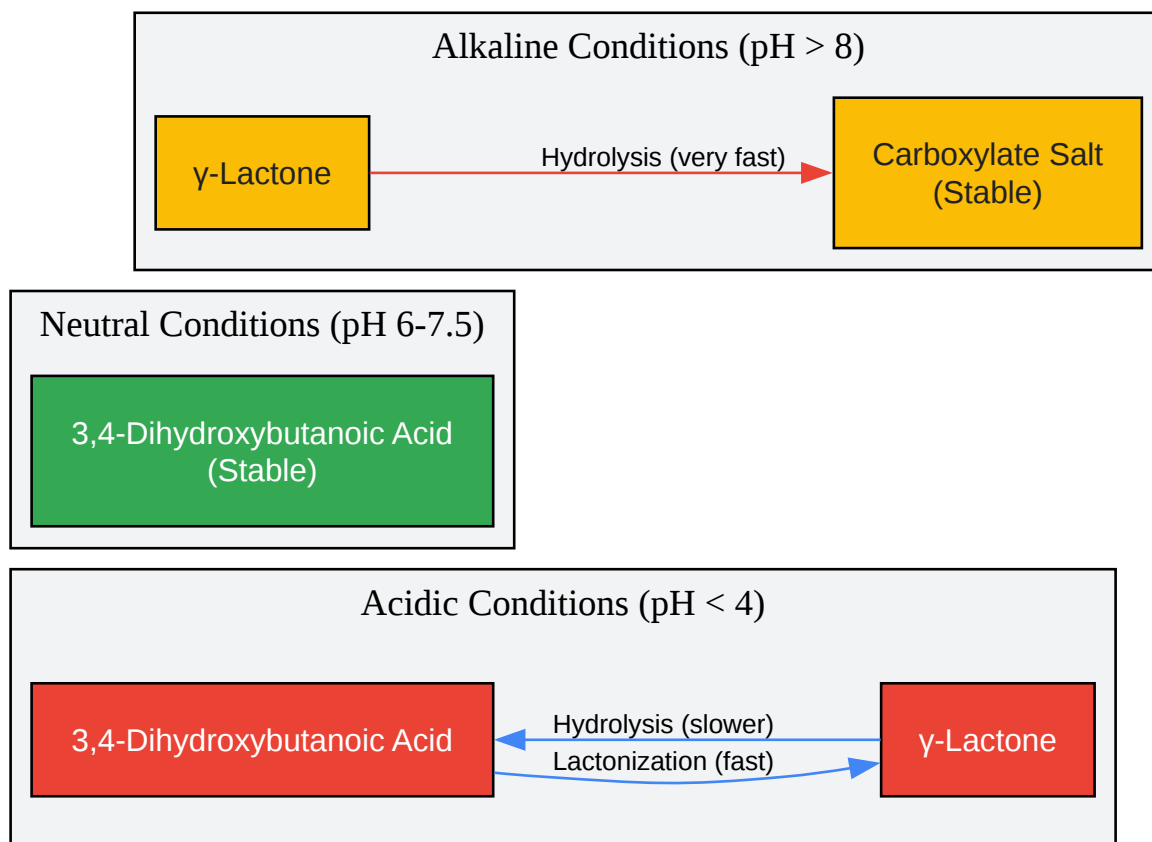 Alkaline Conditions (pH > 8)
γ-Lactone
Hydrolysis (very fast)
Carboxylate Salt
(Stable)
Neutral Conditions (pH 6-7.5)
3,4-Dihydroxybutanoic Acid
(Stable)
Acidic Conditions (pH < 4)
3,4-Dihydroxybutanoic Acid
Hydrolysis (slower)
Lactonization (fast)
γ-Lactone